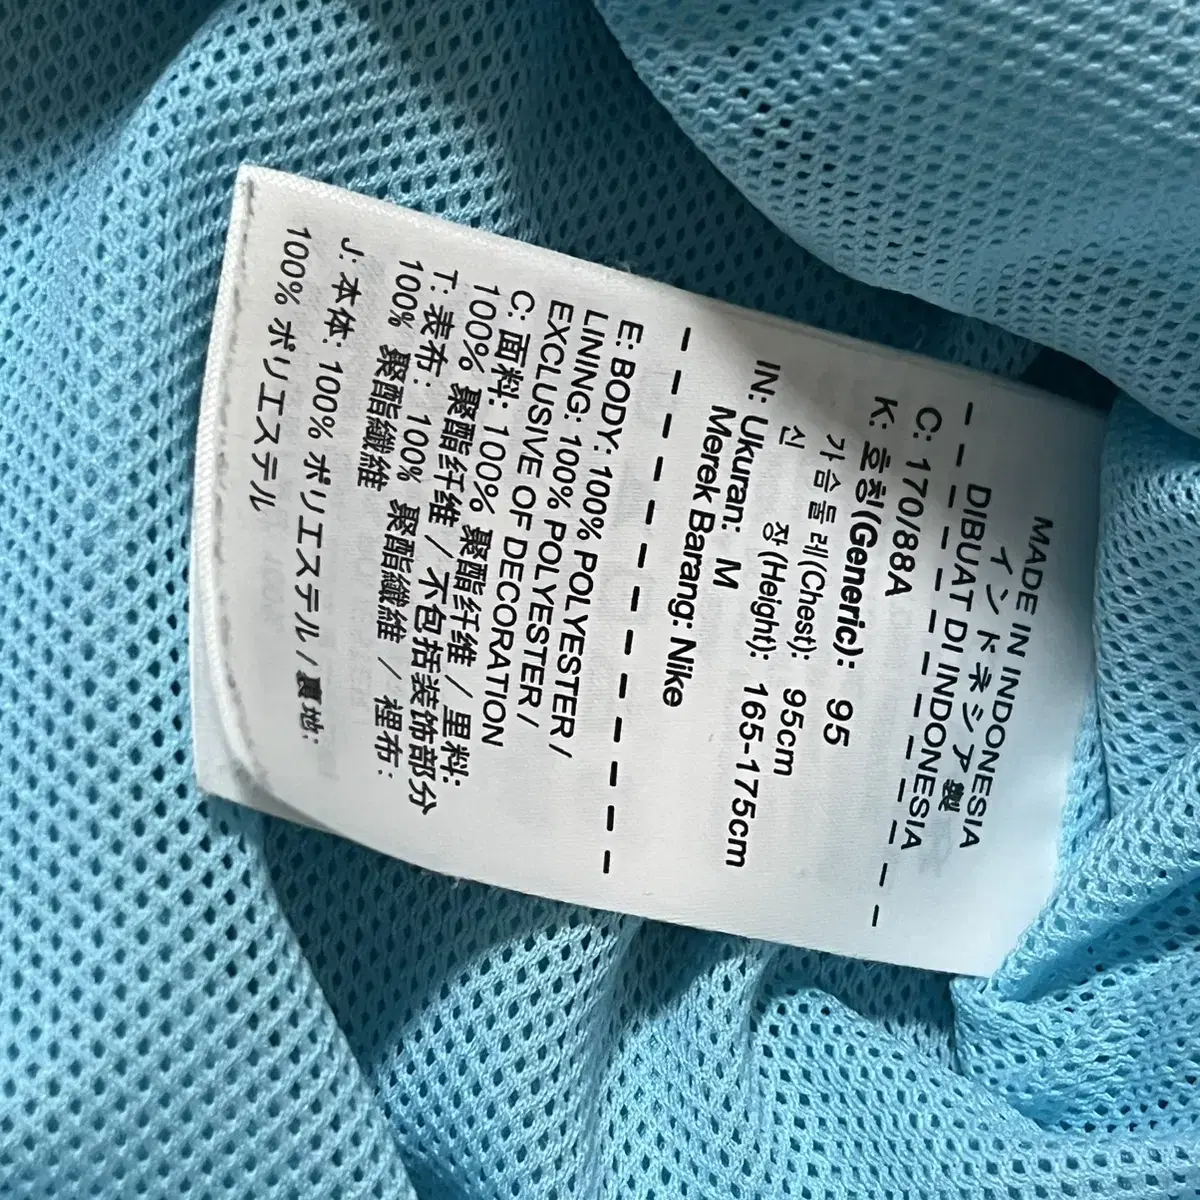 MADE IN INDONESIA
インドネシア 製
DIBUAT DI INDONESIA
C: 170/88A
K: 호칭(Generic): 95
가슴둘레(Chest): 95cm
신 장(Height): 165-175cm
IN: Ukuran: M
Merek Barang: Nike
E: BODY: 100% POLYESTER /
LINING: 100% POLYESTER /
EXCLUSIVE OF DECORATION
C: 面料: 100% 聚酯纤维 / 里料:
100% 聚酯纤维 / 不包括装饰部分
T: 表布: 100% 聚酯纖維 / 裡布:
100% 聚酯纖維
J: 本体: 100% ポリエステル / 裏地:
100% ポリエステル